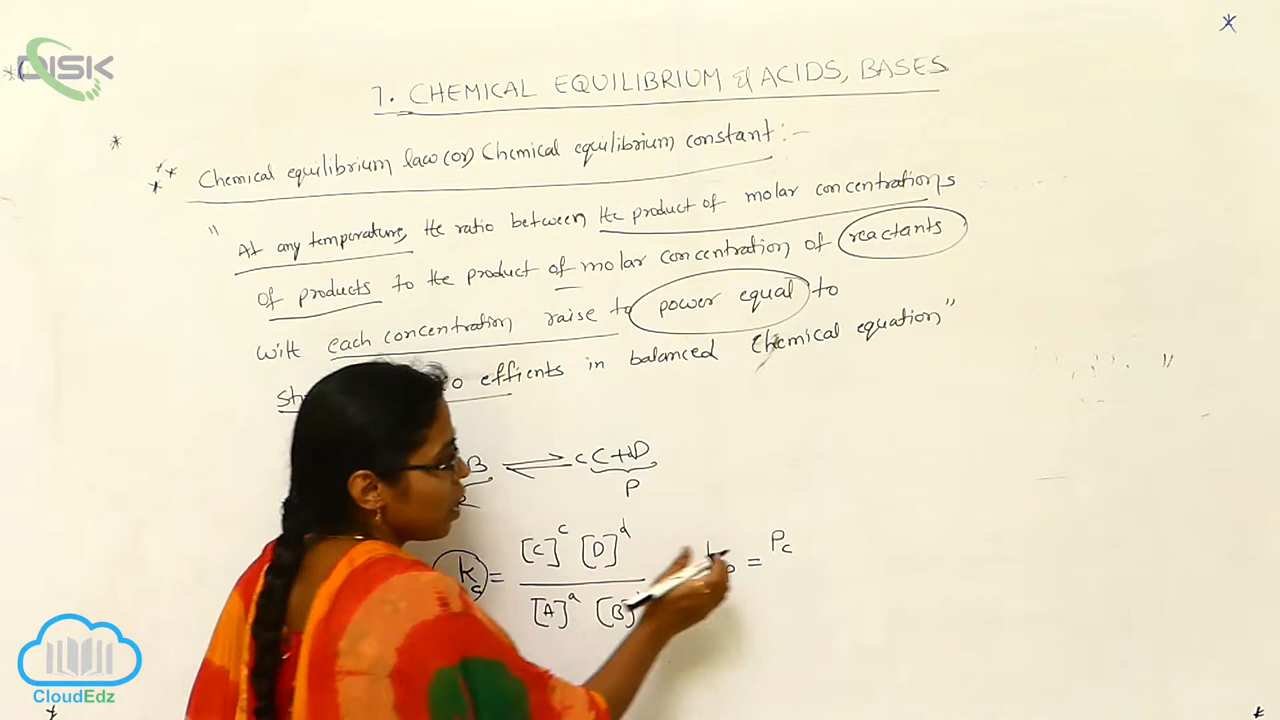 DISK
7. CHEMICAL EQUILIBRIUM & ACIDS, BASES
Chemical equilibrium law (or) Chemical equilibrium constant :-
" At any temperature, the ratio between the product of molar concentrations
of products to the product of molar concentration of reactants
with each concentration raise to power equal to
effients in balanced chemical equation"
B ⇌ c C + dD
P
Kc = [C]^c [D]^d / [A]^a [B]
p = Pc
CloudEdz